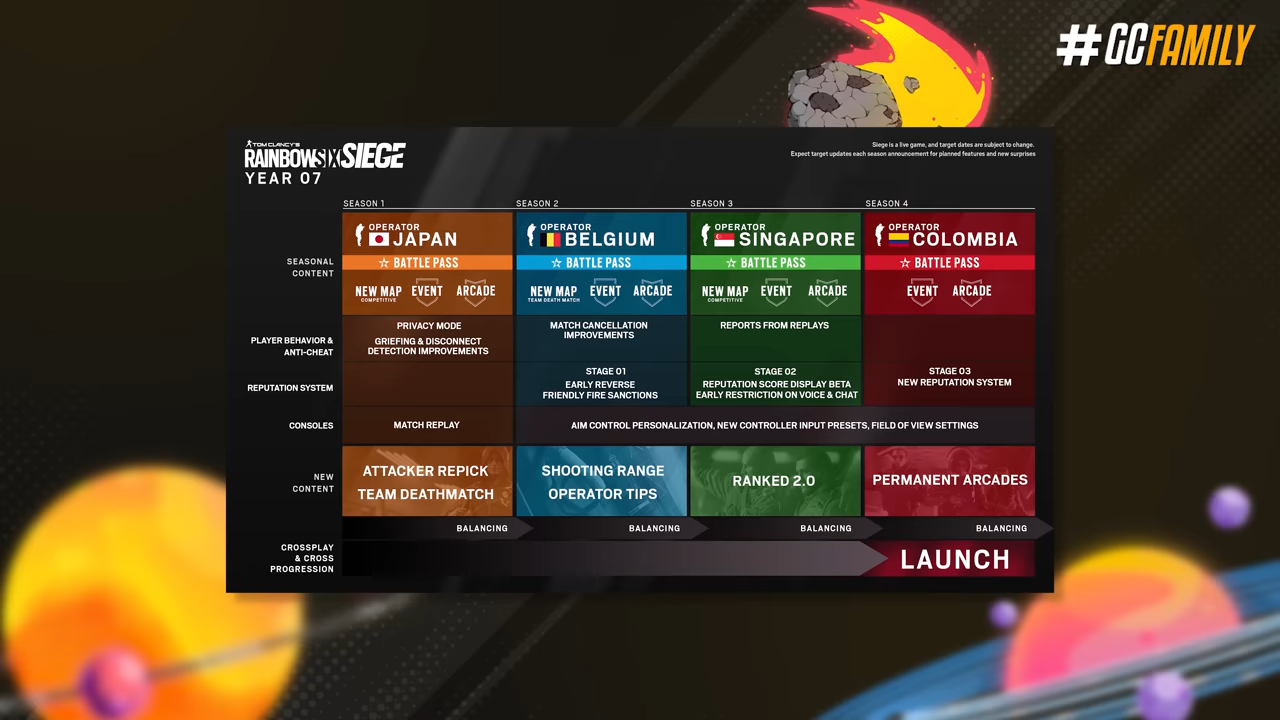 #GCFAMILY
TOM CLANCY'S
RAINBOWSIX SIEGE
YEAR 07
Siege is a live game, and target dates are subject to change.
Expect target updates each season announcement for planned features and new surprises
SEASON 1
SEASON 2
SEASON 3
SEASON 4
SEASONAL
CONTENT
OPERATOR
JAPAN
BATTLE PASS
NEW MAP
COMPETITIVE
EVENT
ARCADE
OPERATOR
BELGIUM
BATTLE PASS
NEW MAP
TEAM DEATH MATCH
EVENT
ARCADE
OPERATOR
SINGAPORE
BATTLE PASS
NEW MAP
COMPETITIVE
EVENT
ARCADE
OPERATOR
COLOMBIA
BATTLE PASS
EVENT
ARCADE
PLAYER BEHAVIOR &
ANTI-CHEAT
PRIVACY MODE
GRIEFING & DISCONNECT
DETECTION IMPROVEMENTS
MATCH CANCELLATION
IMPROVEMENTS
REPORTS FROM REPLAYS
REPUTATION SYSTEM
STAGE 01
EARLY REVERSE
FRIENDLY FIRE SANCTIONS
STAGE 02
REPUTATION SCORE DISPLAY BETA
EARLY RESTRICTION ON VOICE & CHAT
STAGE 03
NEW REPUTATION SYSTEM
CONSOLES
MATCH REPLAY
AIM CONTROL PERSONALIZATION, NEW CONTROLLER INPUT PRESETS, FIELD OF VIEW SETTINGS
NEW
CONTENT
ATTACKER REPICK
TEAM DEATHMATCH
SHOOTING RANGE
OPERATOR TIPS
RANKED 2.0
PERMANENT ARCADES
BALANCING
BALANCING
BALANCING
BALANCING
CROSSPLAY
& CROSS
PROGRESSION
LAUNCH